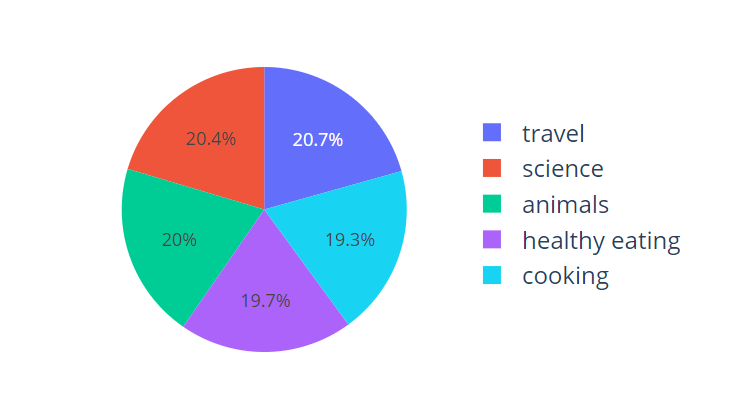 20.4%
20.7%
20%
19.3%
19.7%
travel
science
animals
healthy eating
cooking